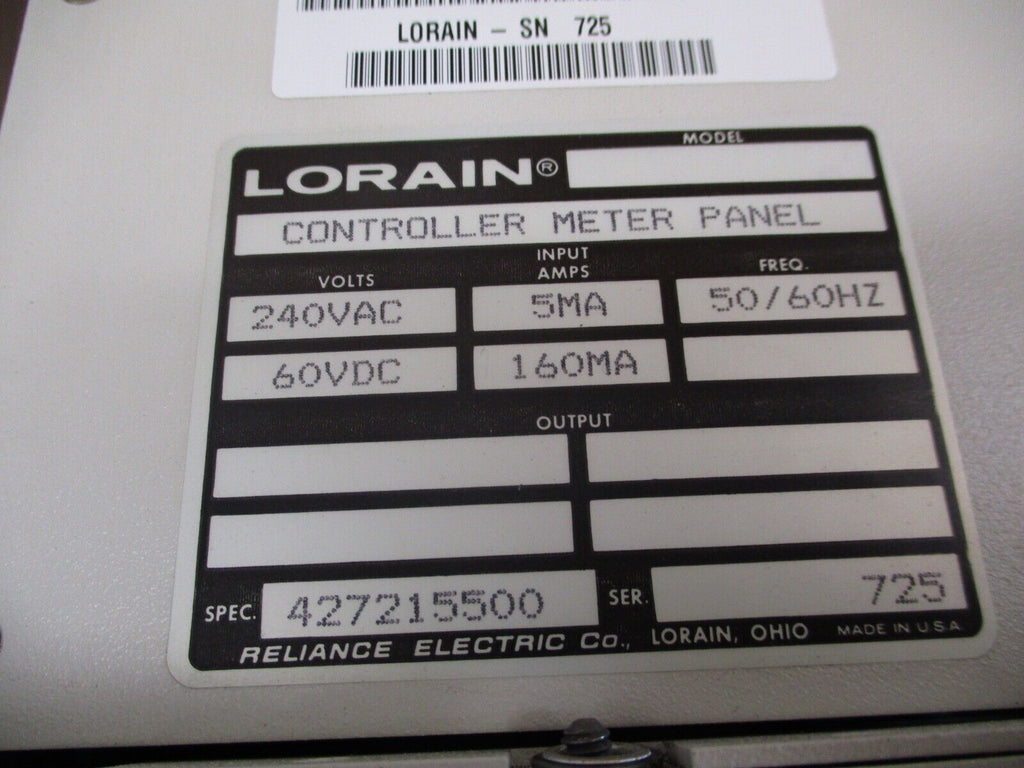 LORAIN - SN 725
MODEL
LORAIN®
CONTROLLER METER PANEL
VOLTS INPUT AMPS FREQ.
240VAC 5MA 50/60HZ
60VDC 160MA
OUTPUT
SPEC. 427215500 SER. 725
RELIANCE ELECTRIC Co., LORAIN, OHIO MADE IN U.S.A.